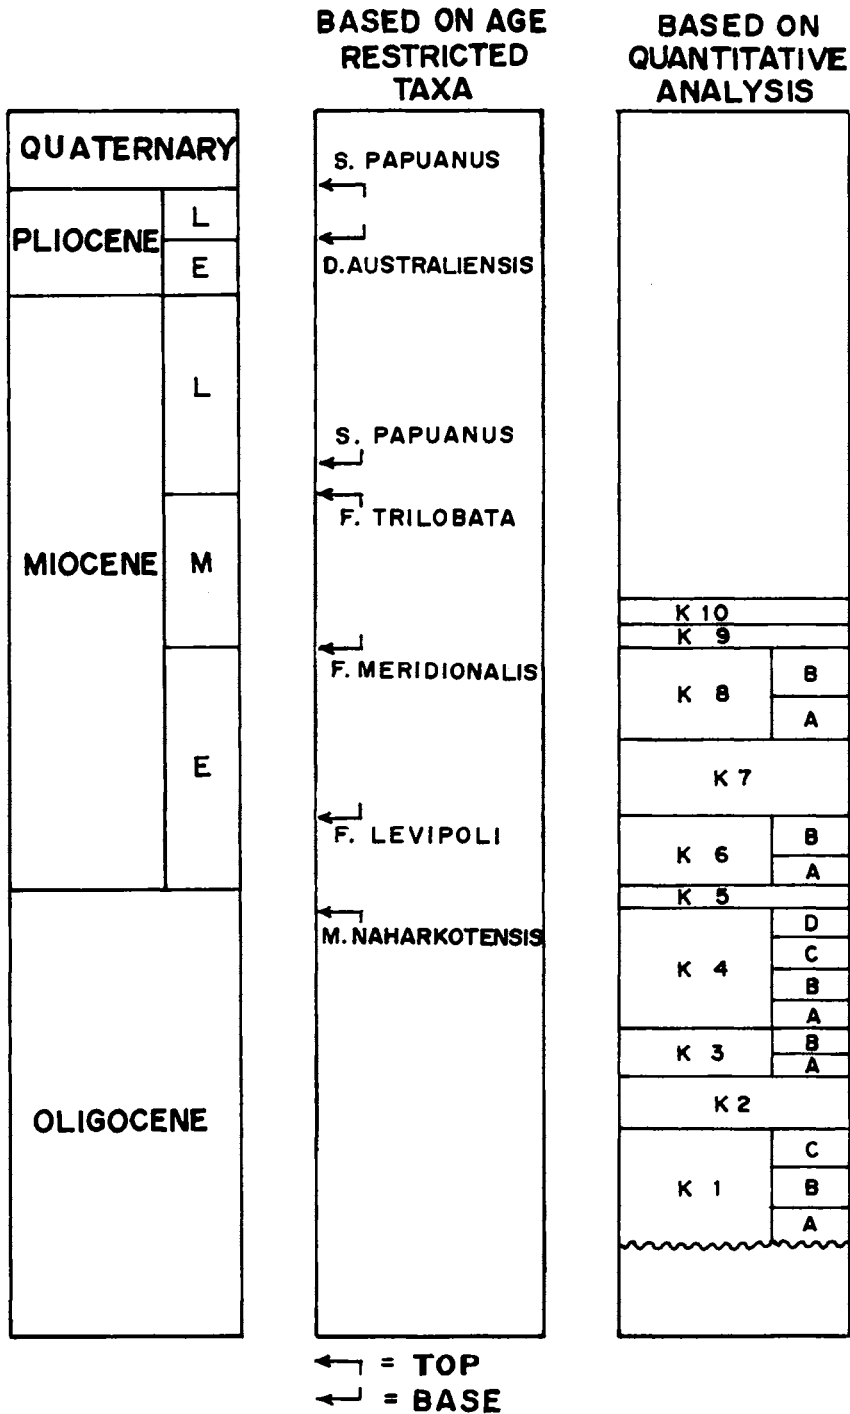 BASED ON AGE
RESTRICTED
TAXA
BASED ON
QUANTITATIVE
ANALYSIS
QUATERNARY
PLIOCENE
L
E
MIOCENE
L
M
E
OLIGOCENE
S. PAPUANUS
D. AUSTRALIENSIS
S. PAPUANUS
F. TRILOBATA
F. MERIDIONALIS
F. LEVIPOLI
M. NAHARKOTENSIS
K 10
K 9
K 8
B
A
K 7
K 6
B
A
K 5
K 4
D
C
B
A
K 3
B
A
K 2
K 1
C
B
A
= TOP
= BASE